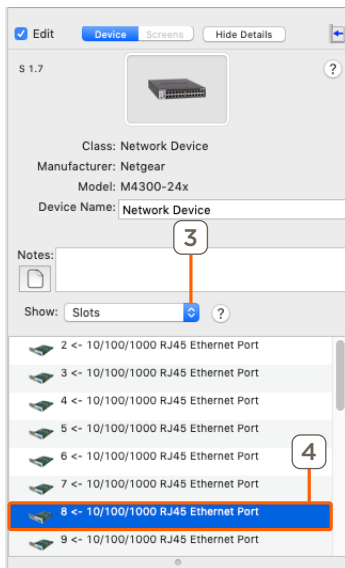 Edit Device Screens Hide Details
S 1.7 ?
Class: Network Device
Manufacturer: Netgear
Model: M4300-24x
Device Name: Network Device
3
Notes:
Show: Slots ?
2 <- 10/100/1000 RJ45 Ethernet Port
3 <- 10/100/1000 RJ45 Ethernet Port
4 <- 10/100/1000 RJ45 Ethernet Port
5 <- 10/100/1000 RJ45 Ethernet Port
6 <- 10/100/1000 RJ45 Ethernet Port
4
7 <- 10/100/1000 RJ45 Ethernet Port
8 <- 10/100/1000 RJ45 Ethernet Port
9 <- 10/100/1000 RJ45 Ethernet Port